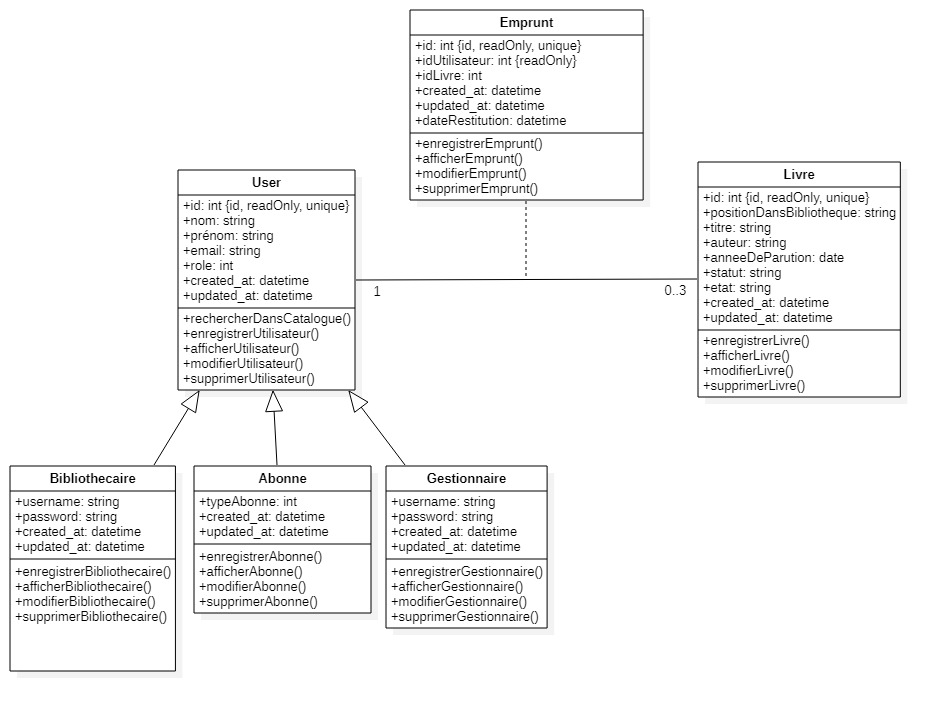 Emprunt
+id: int {id, readOnly, unique}
+idUtilisateur: int {readOnly}
+idLivre: int
+created_at: datetime
+updated_at: datetime
+dateRestitution: datetime
+enregistrerEmprunt()
+afficherEmprunt()
+modifierEmprunt()
+supprimerEmprunt()
User
+id: int {id, readOnly, unique}
+nom: string
+prénom: string
+email: string
+role: int
+created_at: datetime
+updated_at: datetime
+rechercherDansCatalogue()
+enregistrerUtilisateur()
+afficherUtilisateur()
+modifierUtilisateur()
+supprimerUtilisateur()
1
0..3
Livre
+id: int {id, readOnly, unique}
+positionDansBibliotheque: string
+titre: string
+auteur: string
+anneeDeParution: date
+statut: string
+etat: string
+created_at: datetime
+updated_at: datetime
+enregistrerLivre()
+afficherLivre()
+modifierLivre()
+supprimerLivre()
Bibliothecaire
+username: string
+password: string
+created_at: datetime
+updated_at: datetime
+enregistrerBibliothecaire()
+afficherBibliothecaire()
+modifierBibliothecaire()
+supprimerBibliothecaire()
Abonne
+typeAbonne: int
+created_at: datetime
+updated_at: datetime
+enregistrerAbonne()
+afficherAbonne()
+modifierAbonne()
+supprimerAbonne()
Gestionnaire
+username: string
+password: string
+created_at: datetime
+updated_at: datetime
+enregistrerGestionnaire()
+afficherGestionnaire()
+modifierGestionnaire()
+supprimerGestionnaire()